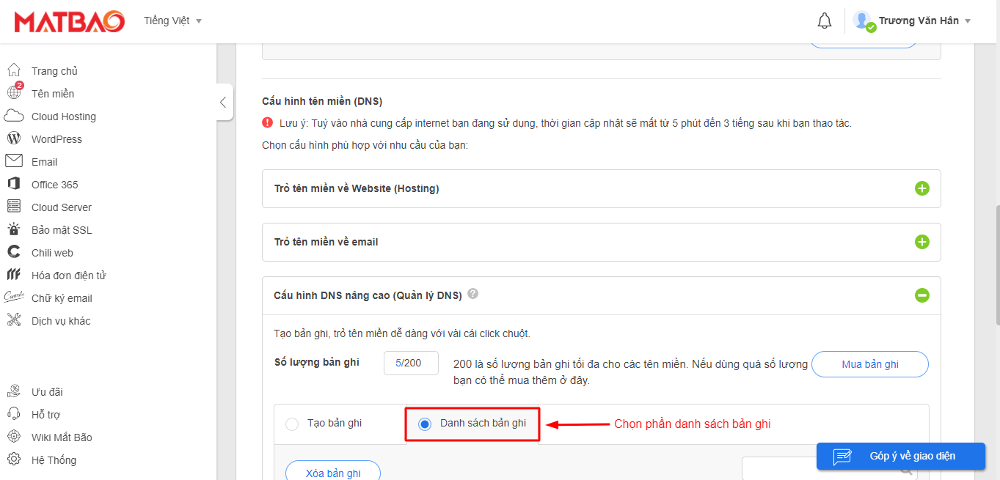 MATBAO
Tiếng Việt
Trương Văn Hân
Trang chủ
2
Tên miền
Cloud Hosting
WordPress
Email
Office 365
Cloud Server
Bảo mật SSL
Chili web
Hóa đơn điện tử
Chữ ký email
Dịch vụ khác
Ưu đãi
Hỗ trợ
Wiki Mắt Bão
Hệ Thống
Cấu hình tên miền (DNS)
Lưu ý: Tuỳ vào nhà cung cấp internet bạn đang sử dụng, thời gian cập nhật sẽ mất từ 5 phút đến 3 tiếng sau khi bạn thao tác.
Chọn cấu hình phù hợp với nhu cầu của bạn:
Trỏ tên miền về Website (Hosting)
Trỏ tên miền về email
Cấu hình DNS nâng cao (Quản lý DNS) ?
Tạo bản ghi, trỏ tên miền dễ dàng với vài cái click chuột.
Số lượng bản ghi
5/200
200 là số lượng bản ghi tối đa cho các tên miền. Nếu dùng quá số lượng
bạn có thể mua thêm ở đây.
Mua bản ghi
Tạo bản ghi
Danh sách bản ghi
Chọn phần danh sách bản ghi
Xóa bản ghi
Góp ý về giao diện